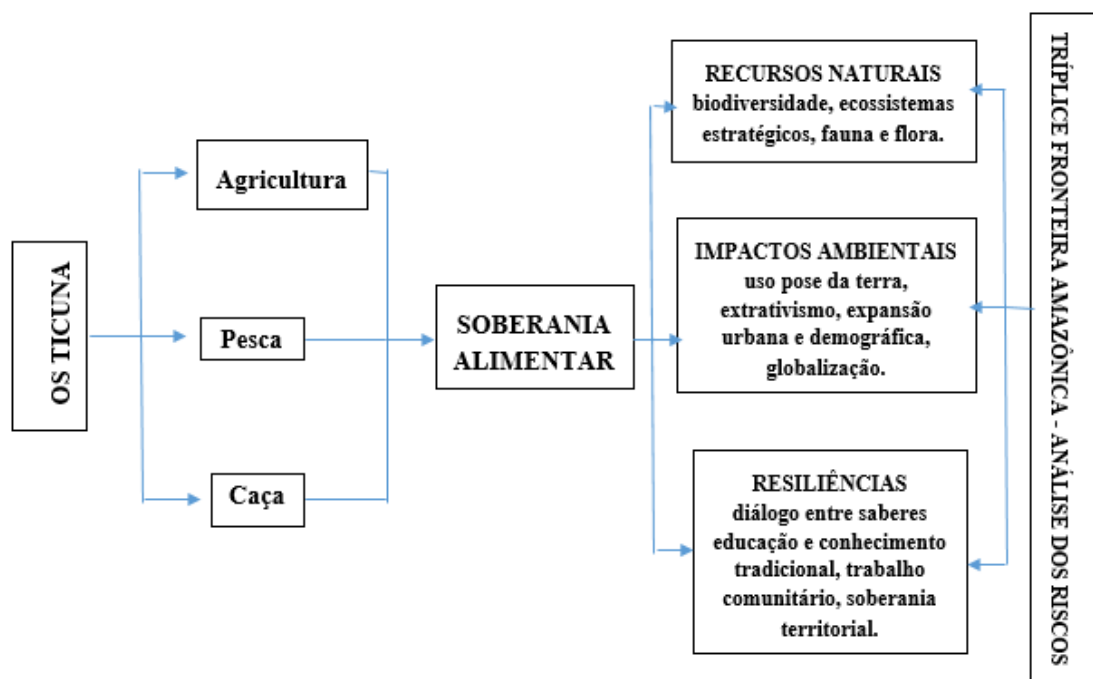 OS TICUNA
Agricultura
Pesca
Caça
SOBERANIA
ALIMENTAR
RECURSOS NATURAIS
biodiversidade, ecossistemas
estratégicos, fauna e flora.
IMPACTOS AMBIENTAIS
uso pose da terra,
extrativismo, expansão
urbana e demográfica,
globalização.
RESILIÊNCIAS
diálogo entre saberes
educação e conhecimento
tradicional, trabalho
comunitário, soberania
territorial.
TRÍPLICE FRONTEIRA AMAZÔNICA - ANÁLISE DOS RISCOS